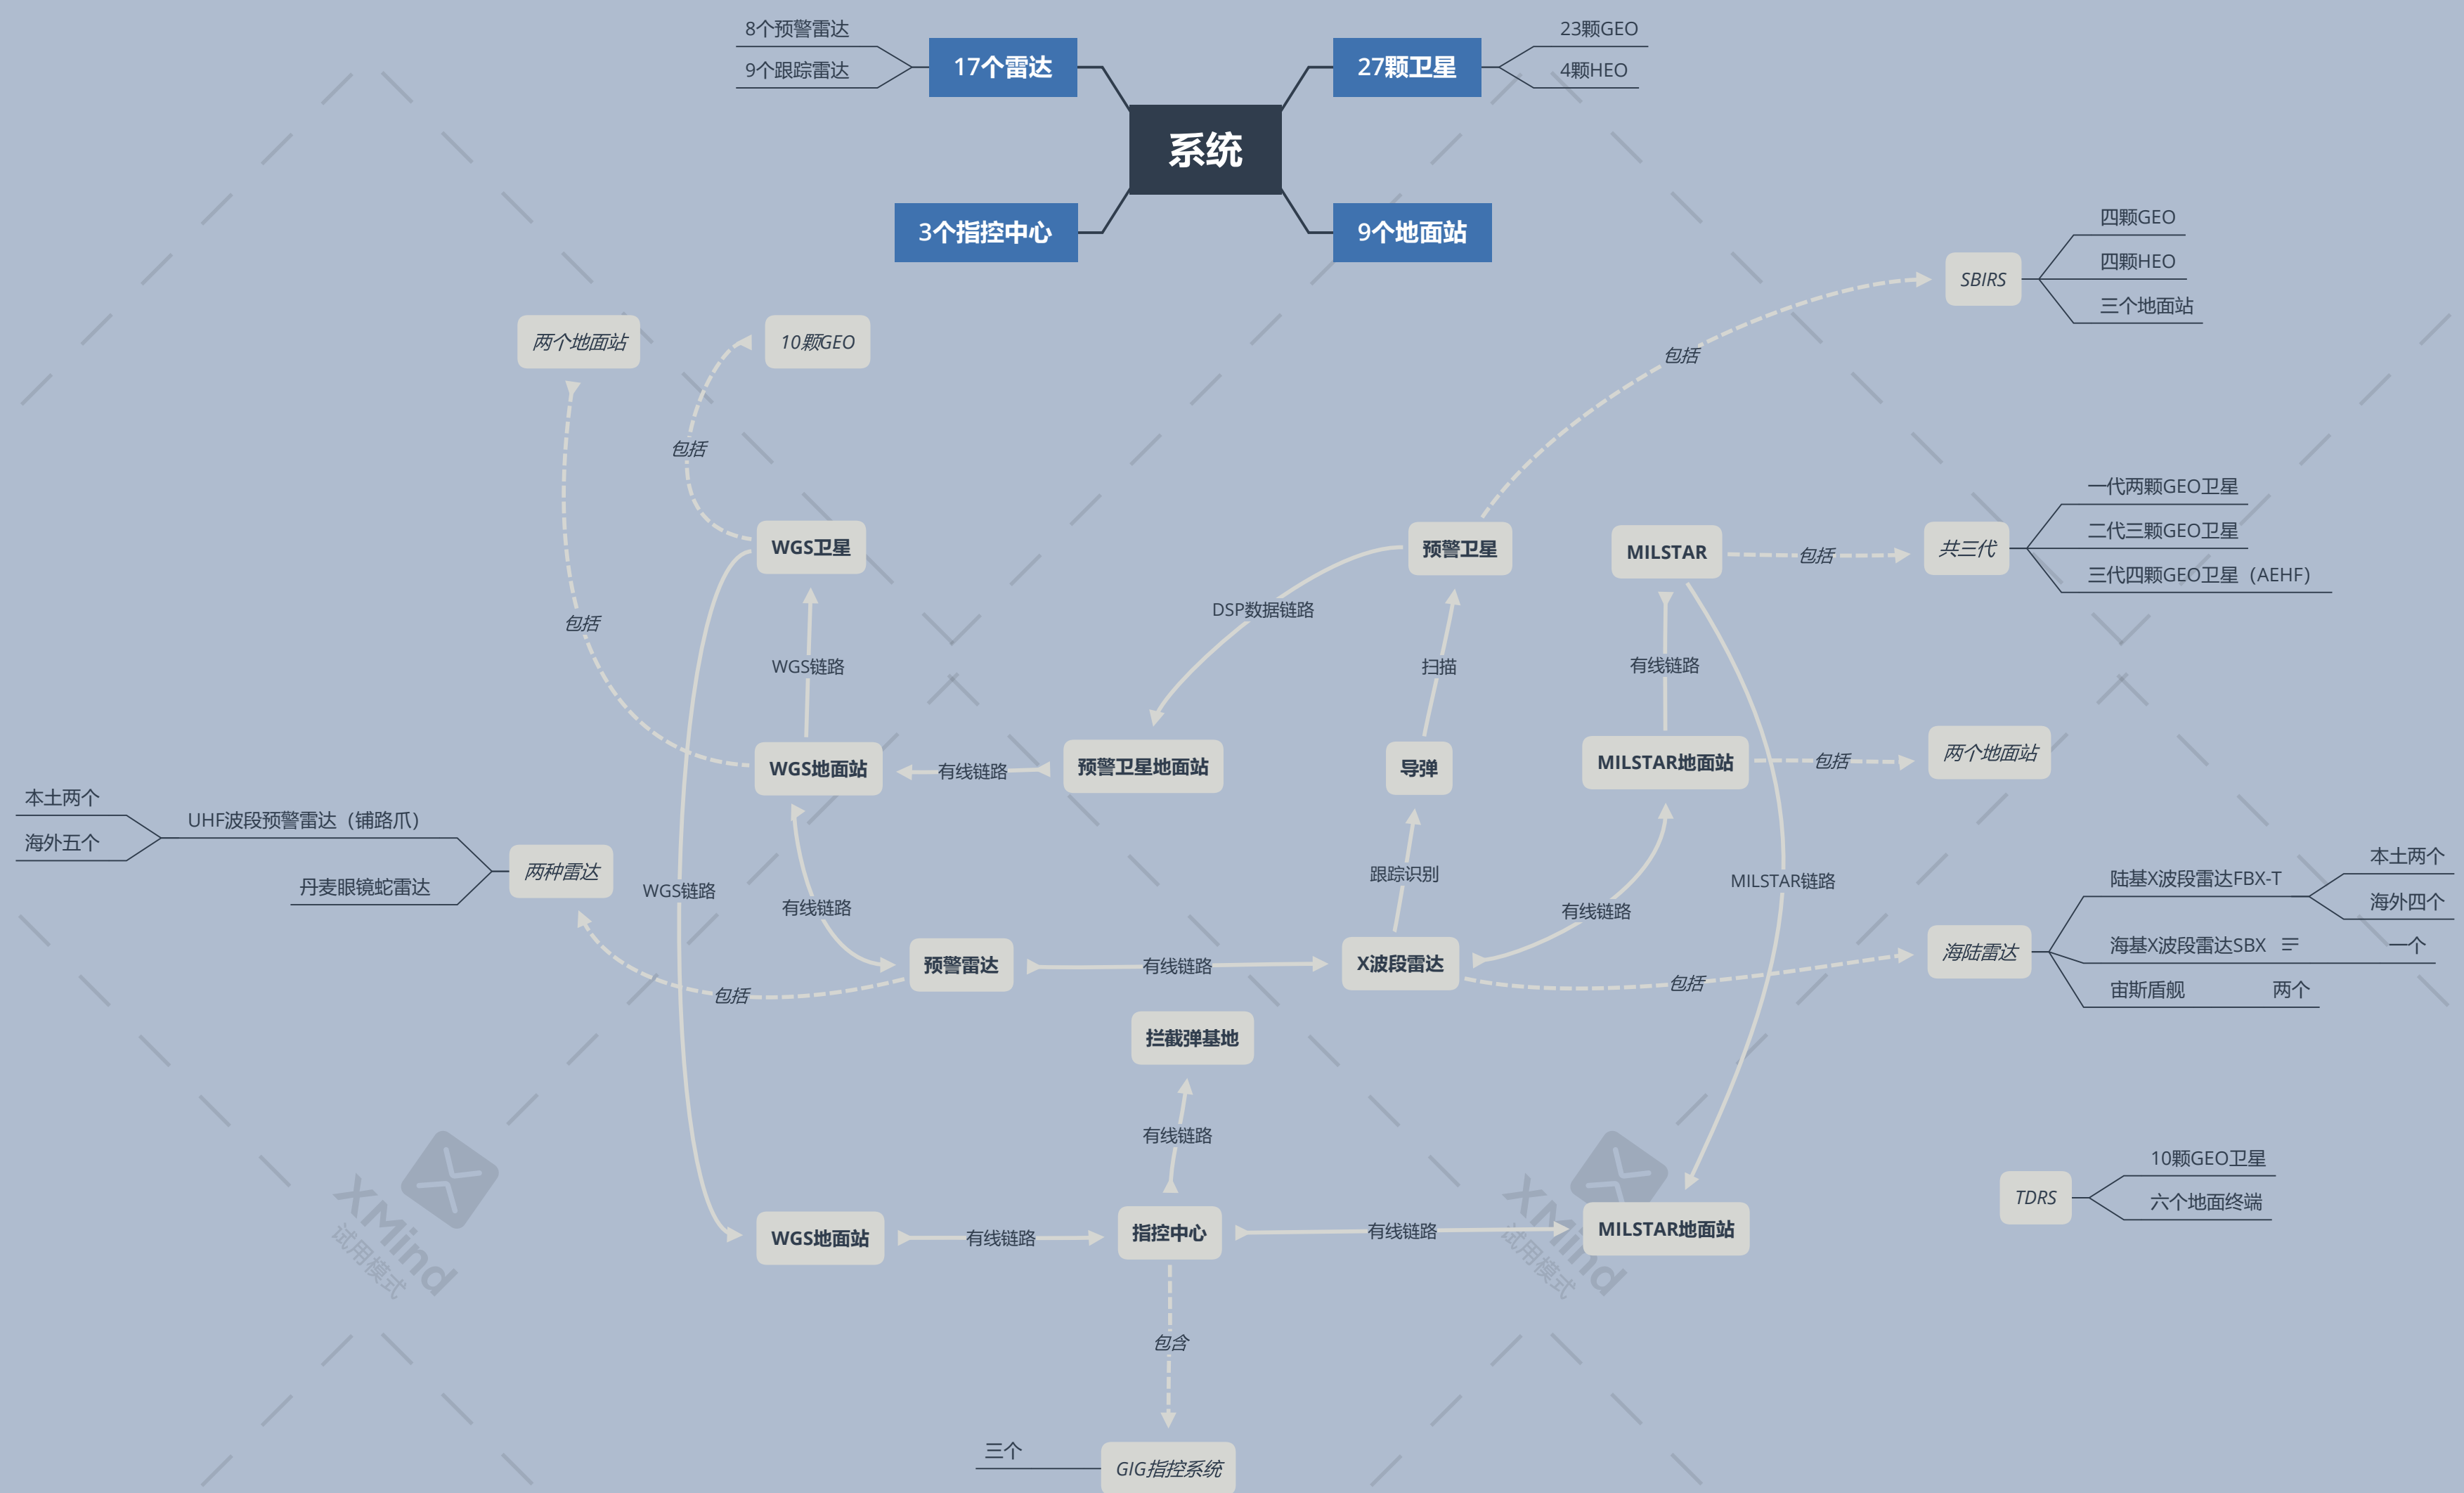 8个预警雷达
9个跟踪雷达
17个雷达
27颗卫星
23颗GEO
4颗HEO
系统
3个指控中心
9个地面站
四颗GEO
四颗HEO
三个地面站
SBIRS
两个地面站
10颗GEO
包括
包括
WGS卫星
预警卫星
MILSTAR
包括
共三代
一代两颗GEO卫星
二代三颗GEO卫星
三代四颗GEO卫星（AEHF）
DSP数据链路
包括
WGS链路
扫描
有线链路
WGS地面站
有线链路
预警卫星地面站
导弹
MILSTAR地面站
包括
两个地面站
本土两个
海外五个
UHF波段预警雷达（铺路爪）
丹麦眼镜蛇雷达
两种雷达
WGS链路
有线链路
跟踪识别
有线链路
MILSTAR链路
陆基X波段雷达FBX-T
本土两个
海外四个
海基X波段雷达SBX
一个
宙斯盾舰
两个
海陆雷达
包括
预警雷达
有线链路
X波段雷达
包括
拦截弹基地
有线链路
WGS地面站
有线链路
指控中心
有线链路
MILSTAR地面站
TDRS
10颗GEO卫星
六个地面终端
XMind
试用模式
XMind
试用模式
包含
三个
GIG指控系统